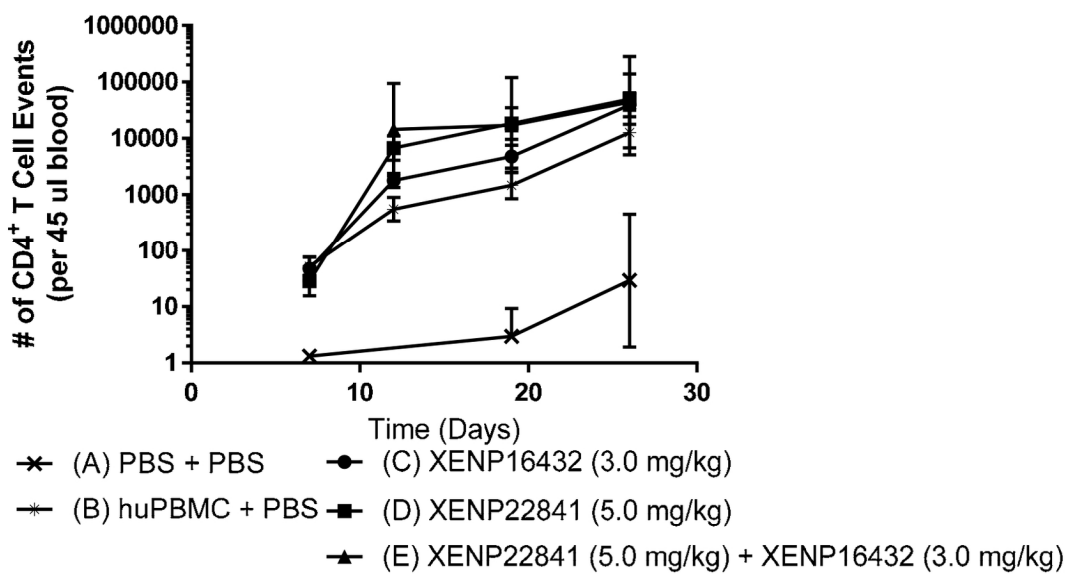 1000000
100000
10000
1000
100
10
1
# of CD4⁺ T Cell Events
(per 45 ul blood)
0 10 20 30
Time (Days)
(A) PBS + PBS
(B) huPBMC + PBS
(C) XENP16432 (3.0 mg/kg)
(D) XENP22841 (5.0 mg/kg)
(E) XENP22841 (5.0 mg/kg) + XENP16432 (3.0 mg/kg)